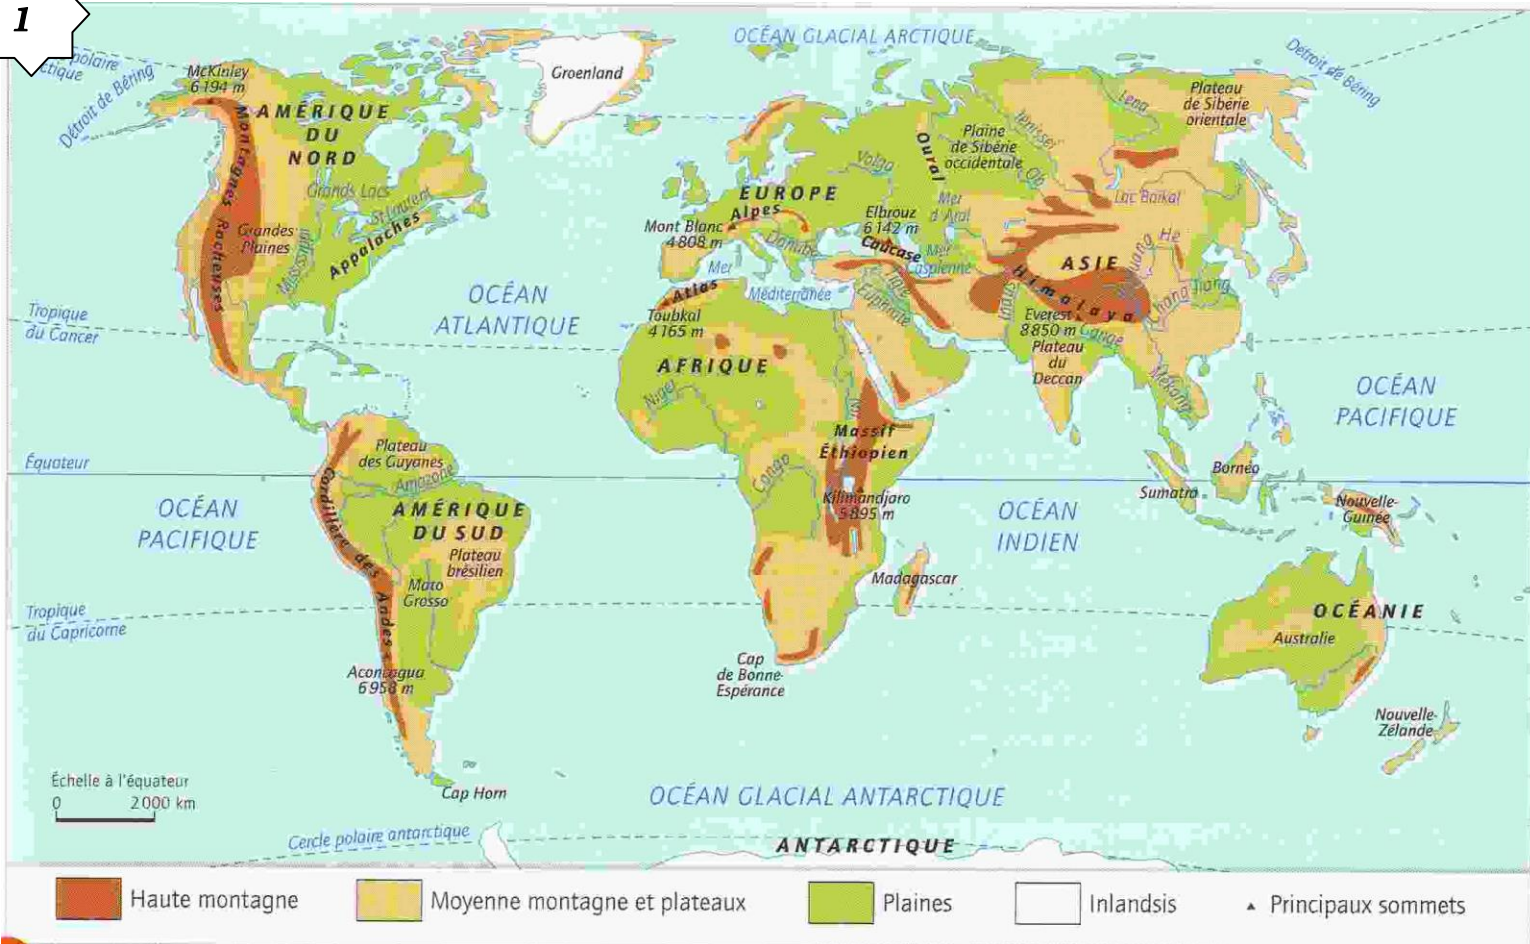 1
OCÉAN GLACIAL ARCTIQUE
Détroit de Béring
polaire
ctique
Détroit de Béring
McKinley
6 194 m
Groenland
AMÉRIQUE
DU
NORD
Montagnes Rocheuses
Grands Lacs
St Laurent
Grandes
Plaines
Mississippi
Appalaches
Plateau
de Sibérie
orientale
Lena
Ienisseï
Plaine
de Sibérie
occidentale
Ob
Oural
Volga
Lac Baïkal
EUROPE
Alpes
Mont Blanc
4 808 m
Danube
Elbrouz
6 142 m
Caucase
Mer
d'Aral
Mer
Caspienne
Mer
Méditerranée
Tigre
Euphrate
ASIE
Huang He
Himalaya
Indus
Everest
8 850 m
Gange
Chang Jiang
Mékong
Plateau
du
Deccan
Atlas
Toubkal
4 165 m
OCÉAN
ATLANTIQUE
Tropique
du Cancer
AFRIQUE
Niger
Nil
Massif
Éthiopien
Congo
Kilimandjaro
5 895 m
OCÉAN
PACIFIQUE
Équateur
Plateau
des Guyanes
Amazone
Cordillère des Andes
AMÉRIQUE
DU SUD
Plateau
brésilien
Mato
Grosso
OCÉAN
PACIFIQUE
OCÉAN
INDIEN
Bornéo
Sumatra
Nouvelle-
Guinée
Madagascar
Tropique
du Capricorne
OCÉANIE
Australie
Cap
de Bonne-
Espérance
Aconcagua
6 958 m
Nouvelle-
Zélande
Cap Horn
Échelle à l'équateur
0 2 000 km
OCÉAN GLACIAL ANTARCTIQUE
Cercle polaire antarctique
ANTARCTIQUE
Haute montagne
Moyenne montagne et plateaux
Plaines
Inlandsis
Principaux sommets